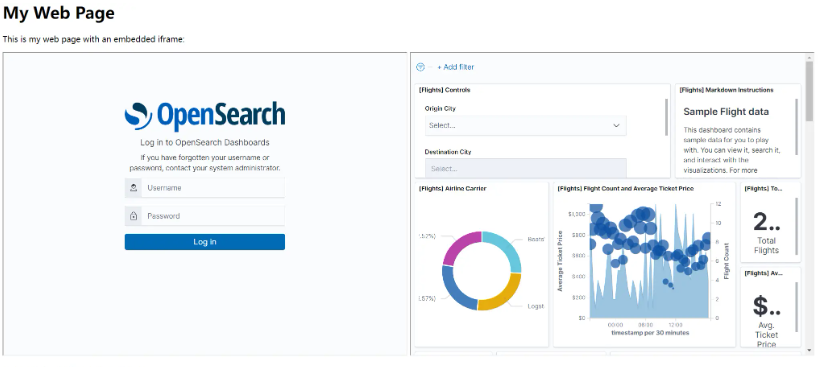 My Web Page
This is my web page with an embedded iframe:
OpenSearch
Log in to OpenSearch Dashboards
If you have forgotten your username or
password, contact your system administrator.
Username
Password
Log in
+ Add filter
[Flights] Controls
Origin City
Select...
Destination City
Select...
[Flights] Markdown Instructions
Sample Flight data
This dashboard contains
sample data for you to play
with. You can view it, search it,
and interact with the
visualizations. For more
[Flights] Airline Carrier
[Flights] Flight Count and Average Ticket Price
Average Ticket Price
$1,000
$800
$600
$400
$200
$0
00:00
06:00
12:00
timestamp per 30 minutes
12
10
8
6
4
2
0
Flight Count
[Flights] To...
2..
Total
Flights
[Flights] Av...
$..
Avg.
Ticket
Price